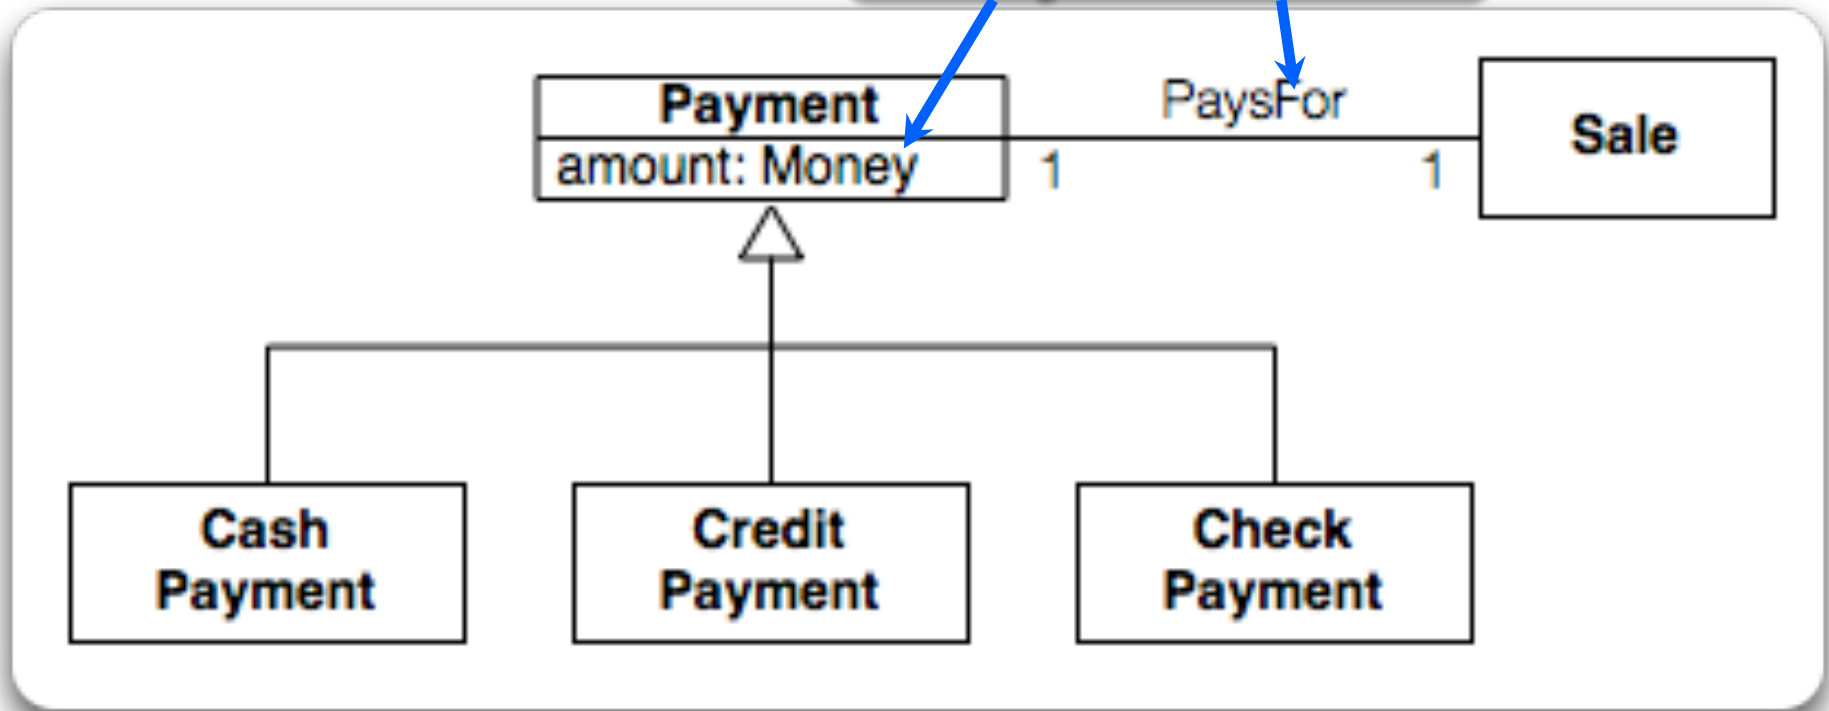 Payment
amount: Money
PaysFor
1
1
Sale
Cash
Payment
Credit
Payment
Check
Payment